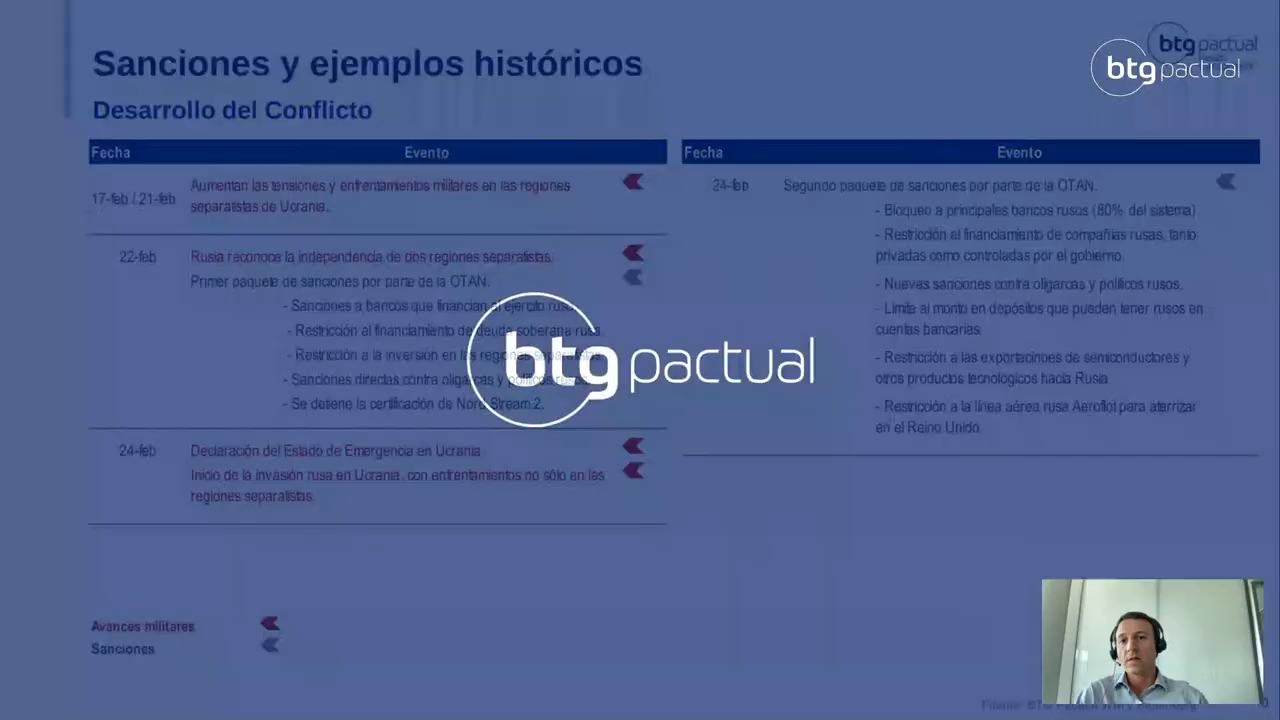 Sanciones y ejemplos históricos
btg pactual
btg pactual
Desarrollo del Conflicto
Fecha Evento
17-feb / 21-feb Aumentan las tensiones y enfrentamientos militares en las regiones
separatistas de Ucrania.
22-feb Rusia reconoce la independencia de dos regiones separatistas.
Primer paquete de sanciones por parte de la OTAN.
- Sanciones a bancos que financian al ejercito ruso
- Restricción al financiamiento de deuda soberana rusa.
- Restricción a la inversión en las regiones separatistas
- Sanciones directas contra oligarcas y políticos rusos
- Se detiene la certificación de Nord Stream 2.
24-feb Declaración del Estado de Emergencia en Ucrania
Inicio de la invasión rusa en Ucrania, con enfrentamientos no sólo en las
regiones separatistas.
Fecha Evento
24-feb Segundo paquete de sanciones por parte de la OTAN.
- Bloqueo a principales bancos rusos (80% del sistema)
- Restricción al financiamiento de compañías rusas, tanto
privadas como controladas por el gobierno.
- Nuevas sanciones contra oligarcas y políticos rusos.
- Límite al monto en depósitos que pueden tener rusos en
cuentas bancarias.
- Restricción a las exportaciones de semiconductores y
otros productos tecnológicos hacia Rusia
- Restricción a la línea aérea rusa Aeroflot para aterrizar
en el Reino Unido.
btg pactual
Avances militares
Sanciones